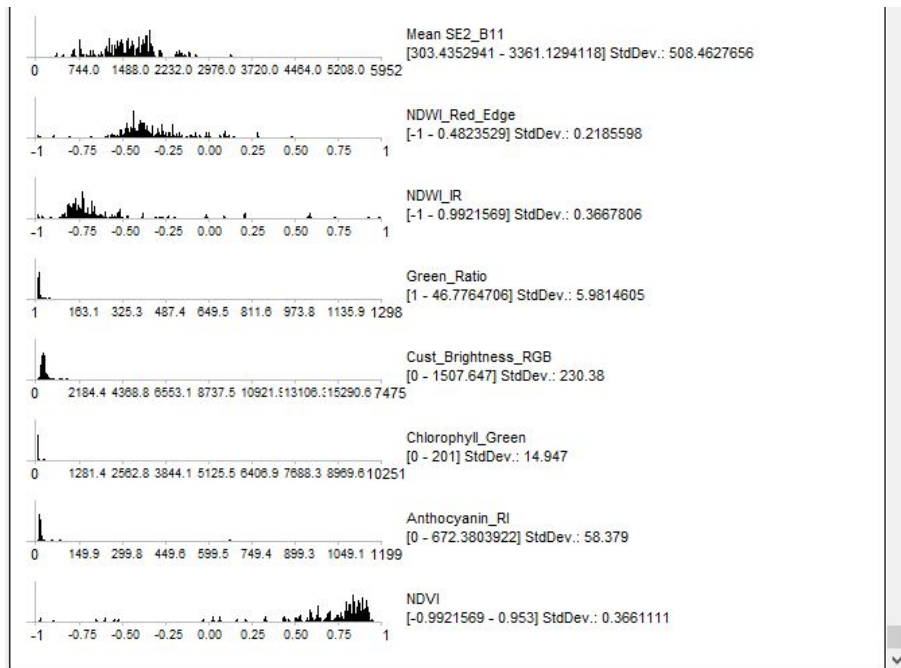 Mean SE2_B11
[303.4352941 - 3361.1294118] StdDev.: 508.4627656
0 744.0 1488.0 2232.0 2976.0 3720.0 4464.0 5208.0 5952
NDWI_Red_Edge
[-1 - 0.4823529] StdDev.: 0.2185598
-1 -0.75 -0.50 -0.25 0.00 0.25 0.50 0.75 1
NDWI_IR
[-1 - 0.9921569] StdDev.: 0.3667806
-1 -0.75 -0.50 -0.25 0.00 0.25 0.50 0.75 1
Green_Ratio
[1 - 46.7764706] StdDev.: 5.9814605
1 163.1 325.3 487.4 649.5 811.6 973.8 1135.9 1298
Cust_Brightness_RGB
[0 - 1507.647] StdDev.: 230.38
0 2184.4 4368.8 6553.1 8737.5 10921.9 13106.3 15290.6 7475
Chlorophyll_Green
[0 - 201] StdDev.: 14.947
0 1281.4 2562.8 3844.1 5125.5 6406.9 7688.3 8969.6 10251
Anthocyanin_RI
[0 - 672.3803922] StdDev.: 58.379
0 149.9 299.8 449.6 599.5 749.4 899.3 1049.1 1199
NDVI
[-0.9921569 - 0.953] StdDev.: 0.3661111
-1 -0.75 -0.50 -0.25 0.00 0.25 0.50 0.75 1